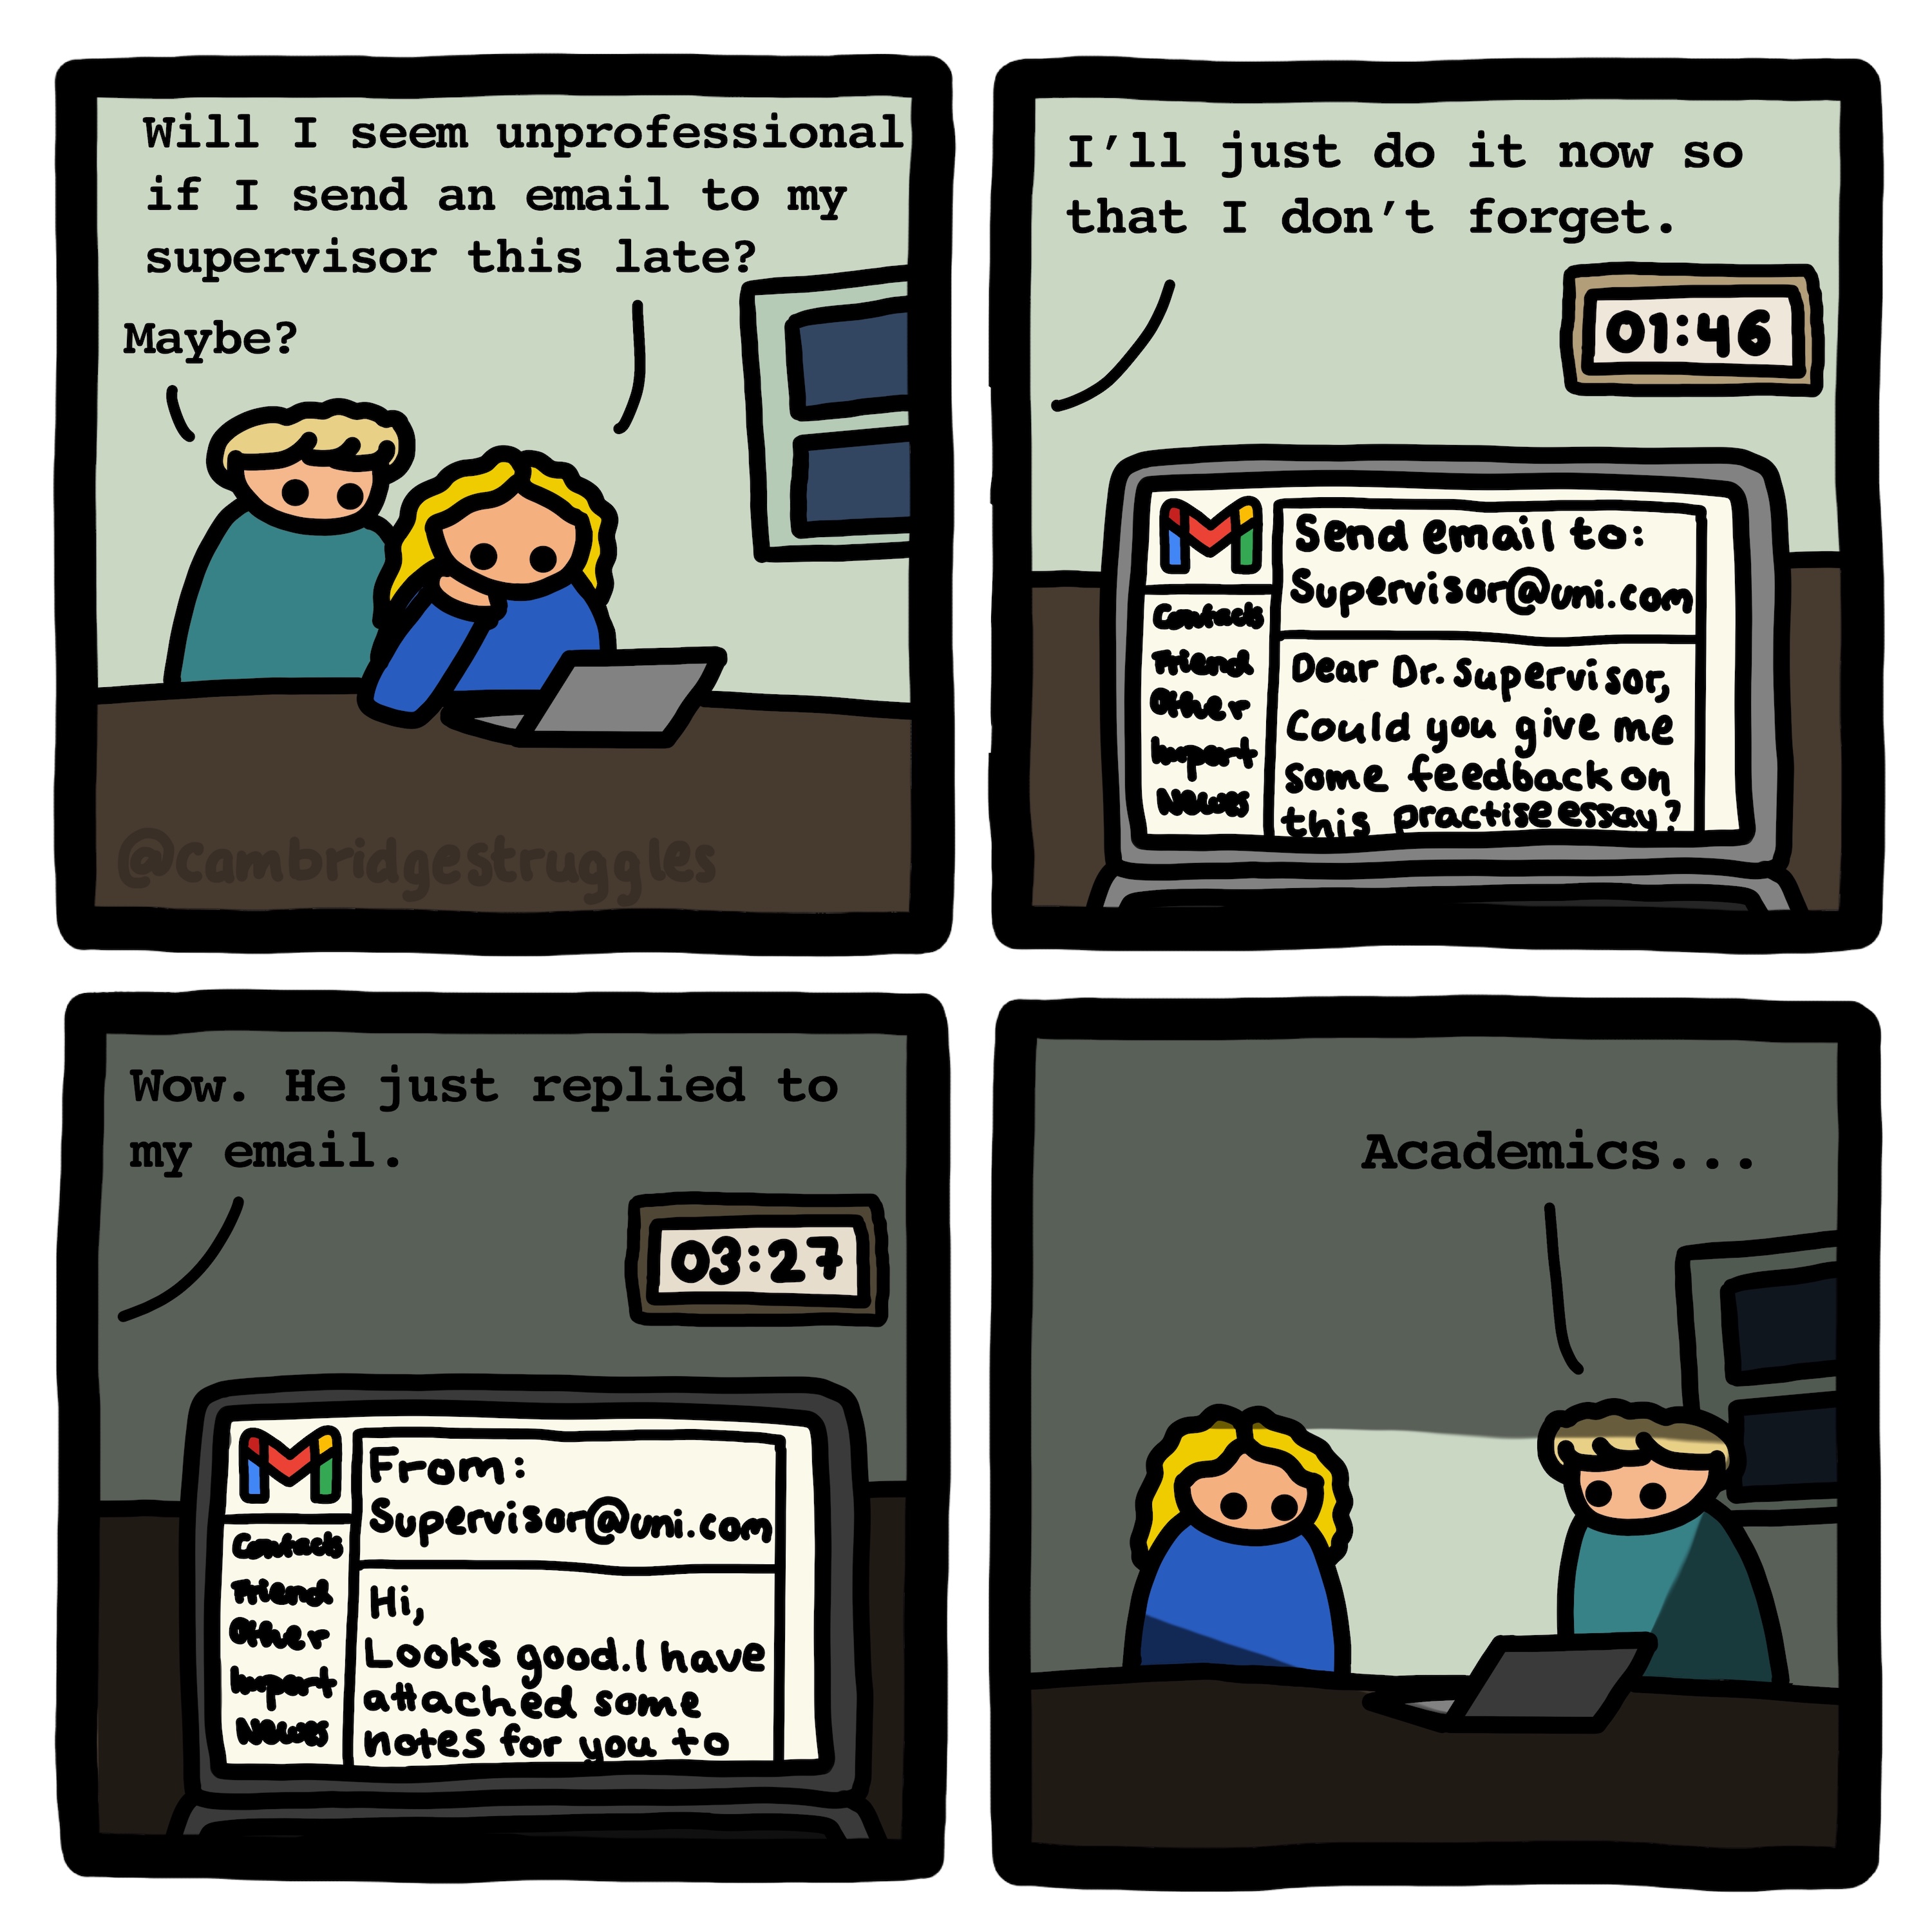 Will I seem unprofessional
if I send an email to my
supervisor this late?
Maybe?
@cambridgestruggles
I'll just do it now so
that I don't forget.
01:46
Send email to:
Supervisor@uni.com
Contacts
Friend
Other
Import
Dear Dr. Supervisor,
Could you give me
some feedback on
this practise essay?
Wow. He just replied to
my email.
03:27
From:
Supervisor@uni.com
Contacts
Friend
Other
Import
Hi,
Looks good. I have
attached some
notes for you to
Academics...